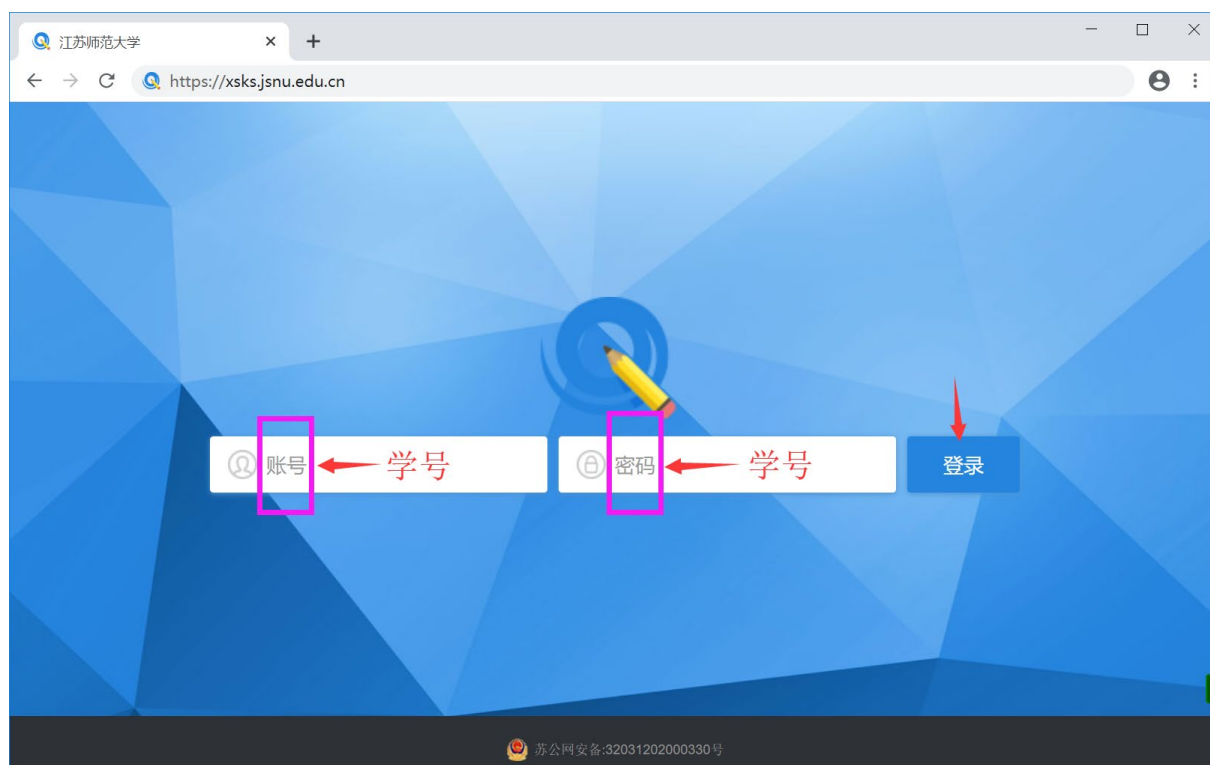 江苏师范大学
https://xsks.jsnu.edu.cn
账号 学号 密码 学号 登录
苏公网安备:32031202000330号